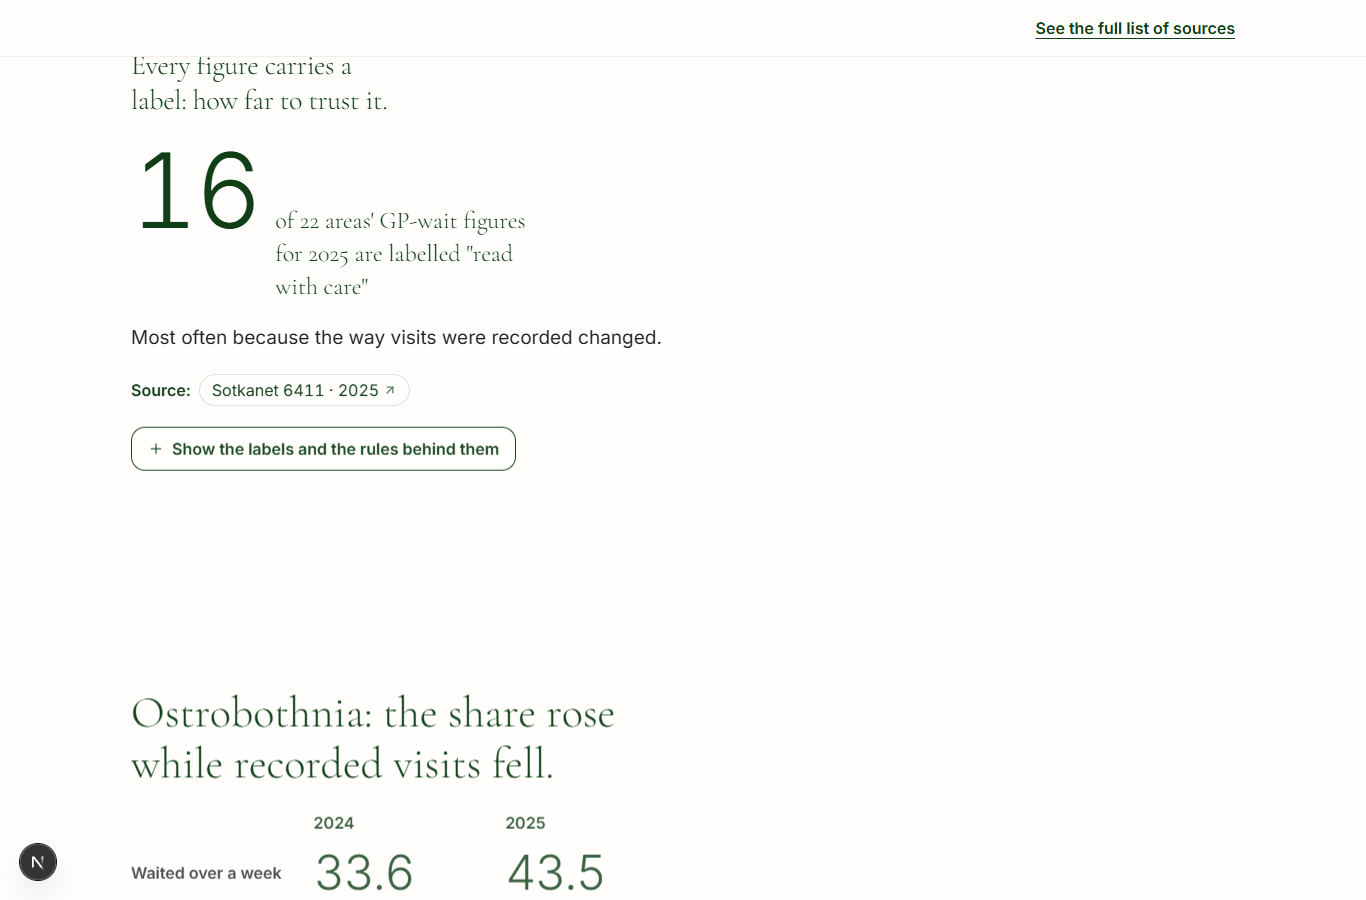 See the full list of sources
Every figure carries a
label: how far to trust it.
16
of 22 areas' GP-wait figures
for 2025 are labelled "read
with care"
Most often because the way visits were recorded changed.
Source: Sotkanet 6411 · 2025 ↗
+ Show the labels and the rules behind them
Ostrobothnia: the share rose
while recorded visits fell.
2024 2025
Waited over a week 33.6 43.5
N